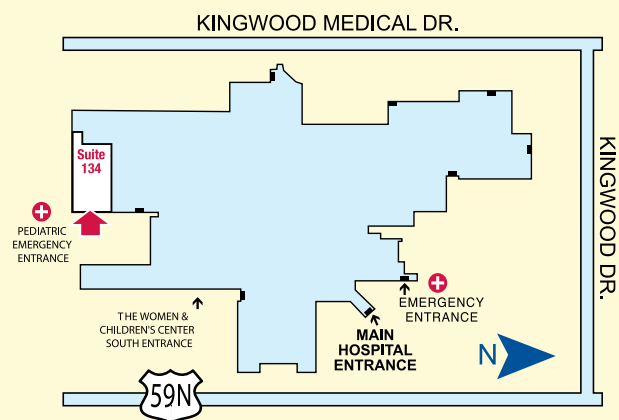 KINGWOOD MEDICAL DR.
KINGWOOD DR.
Suite
134
PEDIATRIC
EMERGENCY
ENTRANCE
THE WOMEN &
CHILDREN'S CENTER
SOUTH ENTRANCE
EMERGENCY
ENTRANCE
MAIN
HOSPITAL
ENTRANCE
N
59N